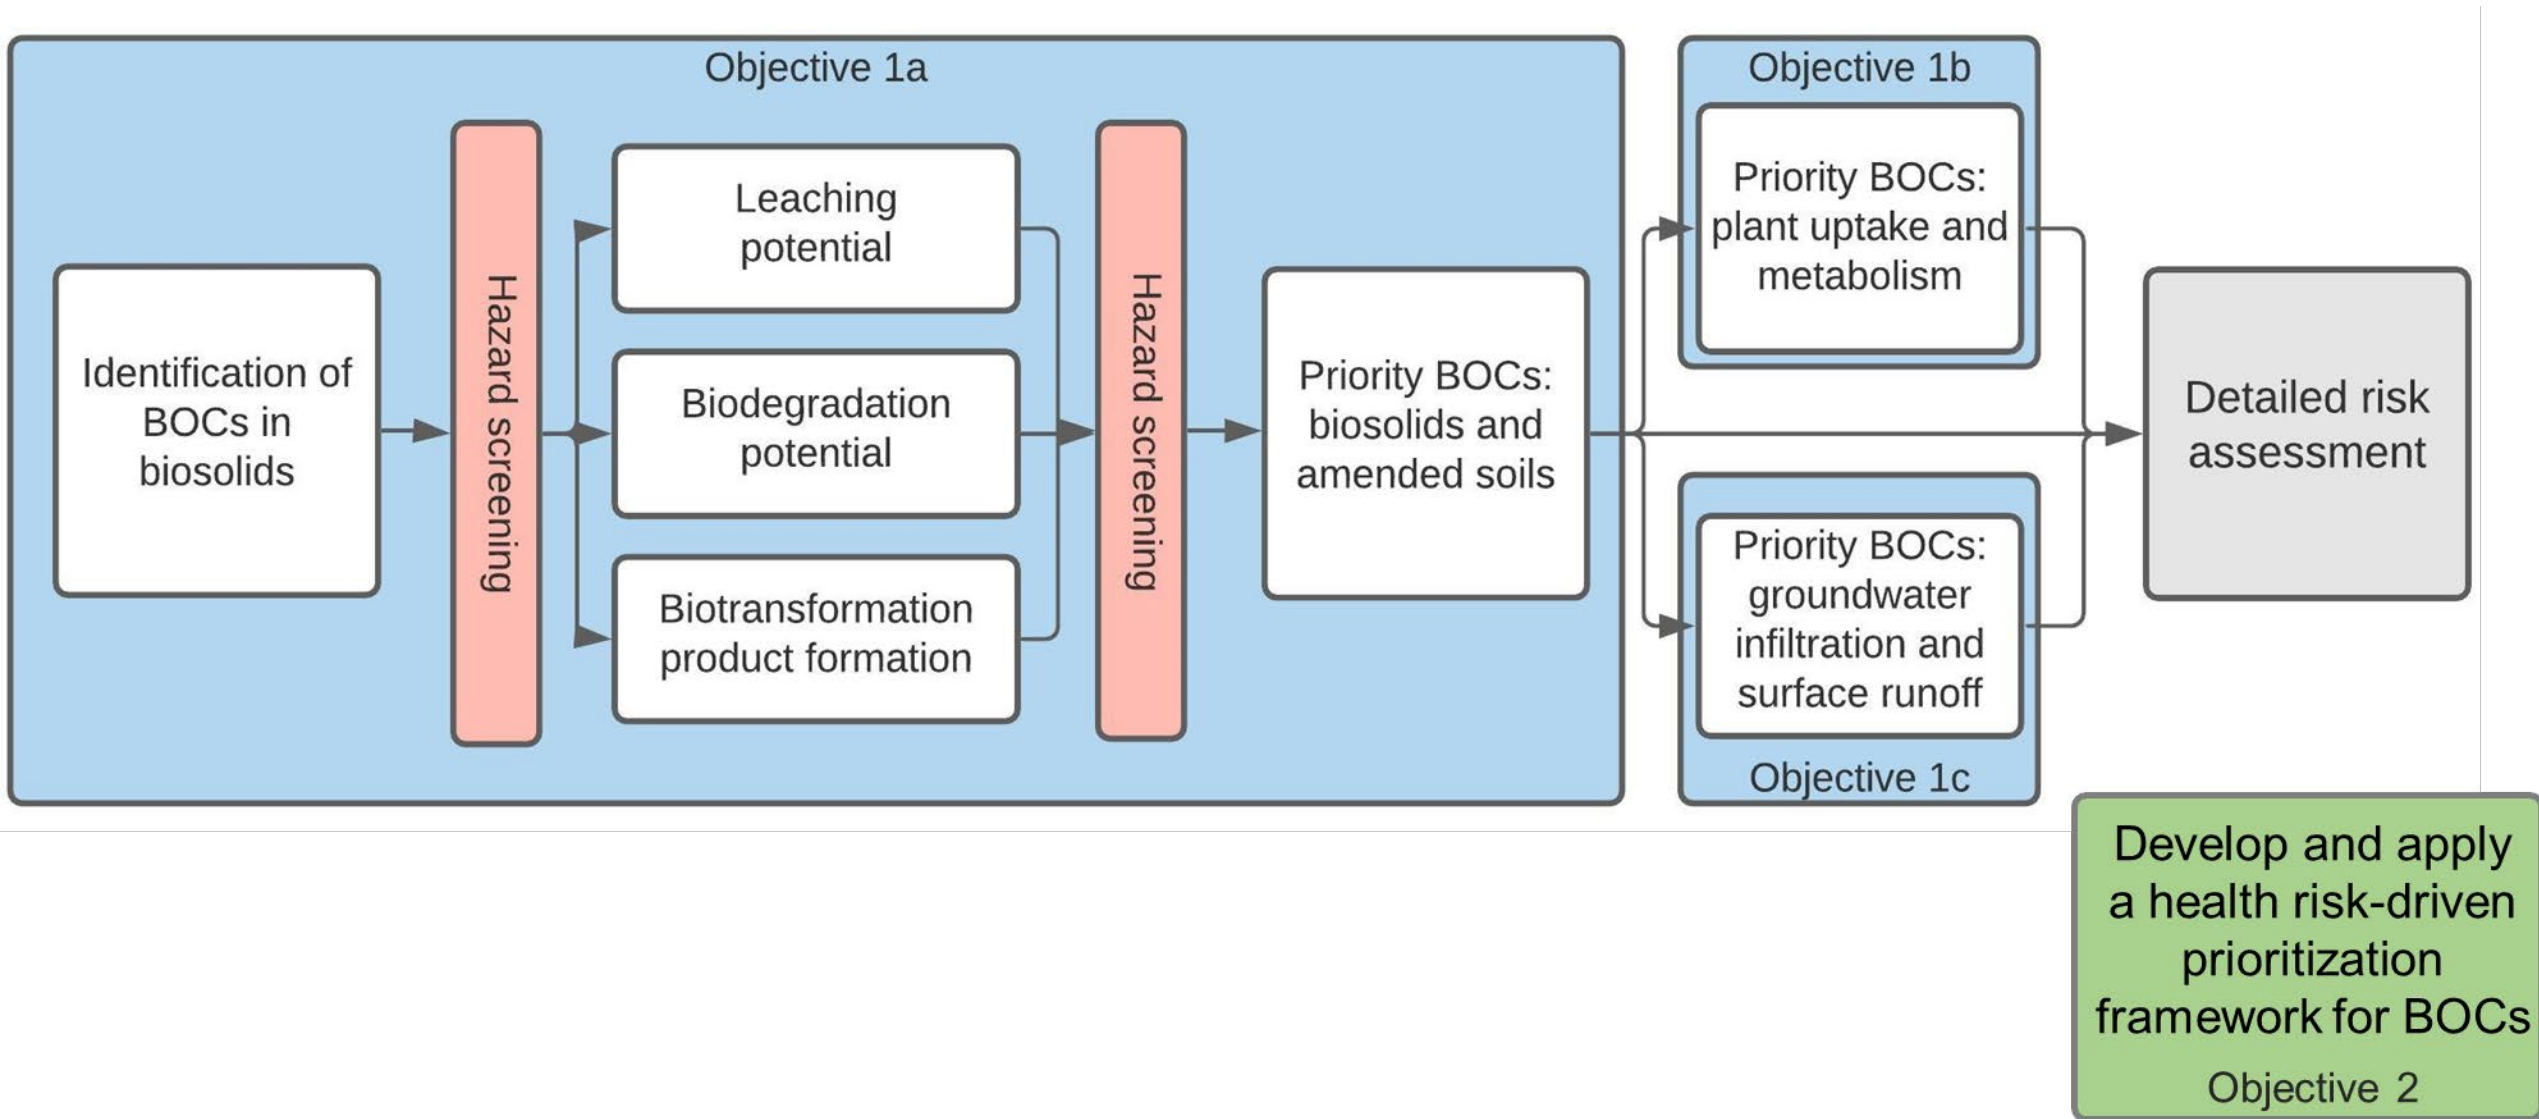 Objective 1a
Identification of
BOCs in
biosolids
Hazard screening
Leaching
potential
Biodegradation
potential
Biotransformation
product formation
Hazard screening
Priority BOCs:
biosolids and
amended soils
Objective 1b
Priority BOCs:
plant uptake and
metabolism
Priority BOCs:
groundwater
infiltration and
surface runoff
Objective 1c
Detailed risk
assessment
Develop and apply
a health risk-driven
prioritization
framework for BOCs
Objective 2